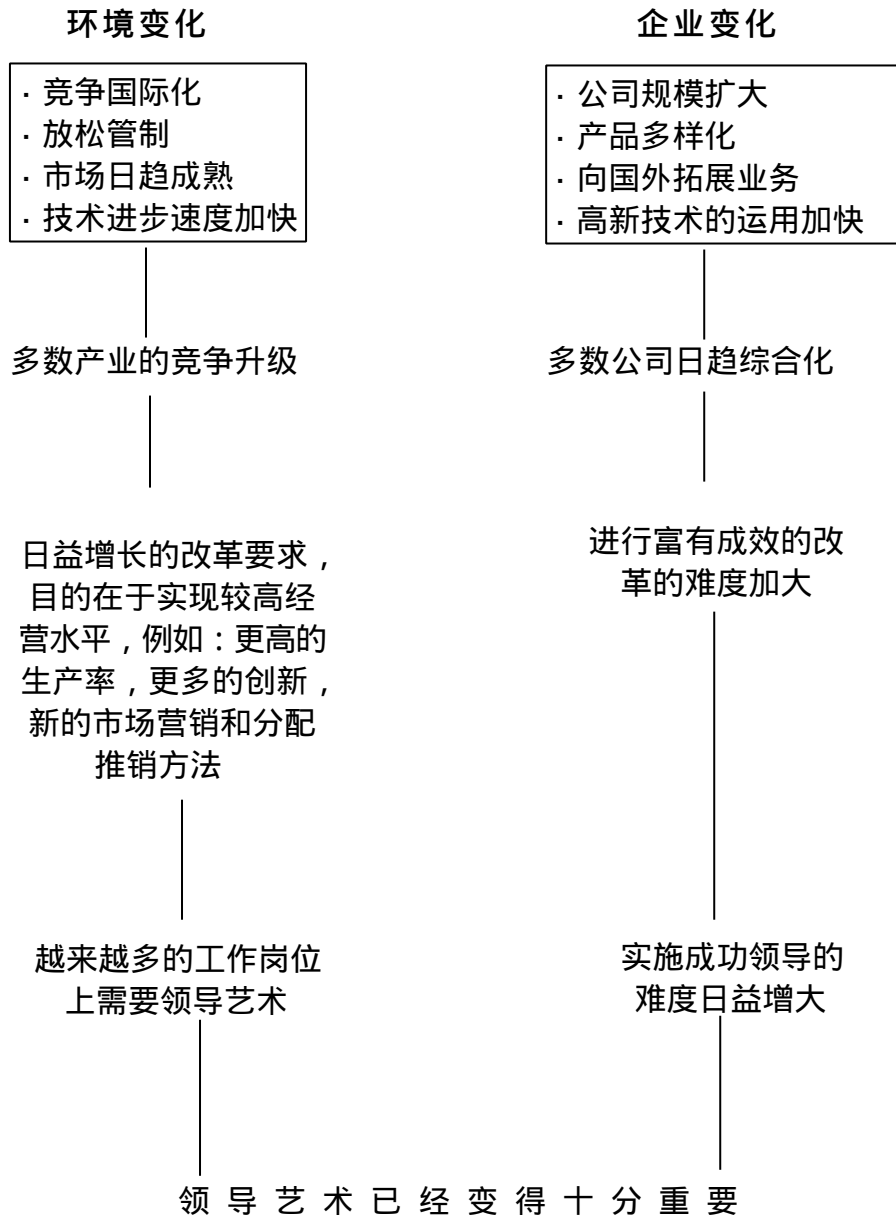 环境变化
· 竞争国际化
· 放松管制
· 市场日趋成熟
· 技术进步速度加快
多数产业的竞争升级
日益增长的改革要求，
目的在于实现较高经
营水平，例如：更高的
生产率，更多的创新，
新的市场营销和分配
推销方法
越来越多的工作岗位
上需要领导艺术
企业变化
· 公司规模扩大
· 产品多样化
· 向国外拓展业务
· 高新技术的运用加快
多数公司日趋综合化
进行富有成效的改
革的难度加大
实施成功领导的
难度日益增大
领导艺术已经变得十分重要